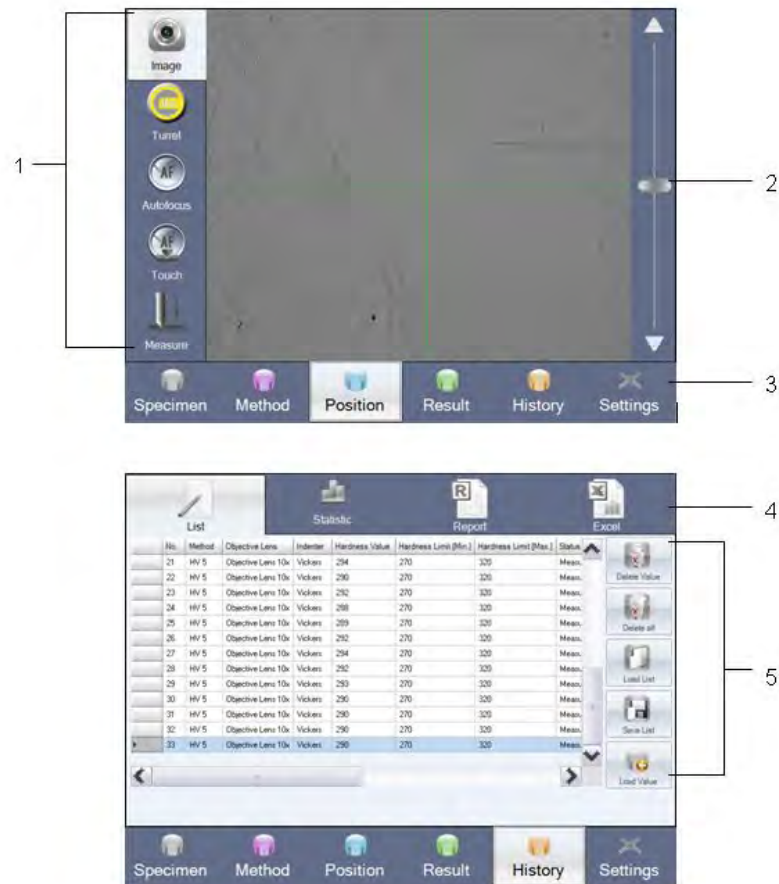 Image
Turret
Autofocus
Touch
Measure
1
2
3
Specimen Method Position Result History Settings
List Statistic Report Excel
4
No. Method Objective Lens Indenter Hardness Value Hardness Limit [Min.] Hardness Limit [Max.] Status
21 HV 5 Objective Lens 10x Vickers 294 270 320 Meas.
22 HV 5 Objective Lens 10x Vickers 290 270 320 Meas.
23 HV 5 Objective Lens 10x Vickers 292 270 320 Meas.
24 HV 5 Objective Lens 10x Vickers 288 270 320 Meas.
25 HV 5 Objective Lens 10x Vickers 289 270 320 Meas.
26 HV 5 Objective Lens 10x Vickers 292 270 320 Meas.
27 HV 5 Objective Lens 10x Vickers 294 270 320 Meas.
28 HV 5 Objective Lens 10x Vickers 292 270 320 Meas.
29 HV 5 Objective Lens 10x Vickers 293 270 320 Meas.
30 HV 5 Objective Lens 10x Vickers 290 270 320 Meas.
31 HV 5 Objective Lens 10x Vickers 290 270 320 Meas.
32 HV 5 Objective Lens 10x Vickers 290 270 320 Meas.
33 HV 5 Objective Lens 10x Vickers 290 270 320 Meas.
Delete Value
Delete all
Load List
Save List
Load Value
5
Specimen Method Position Result History Settings